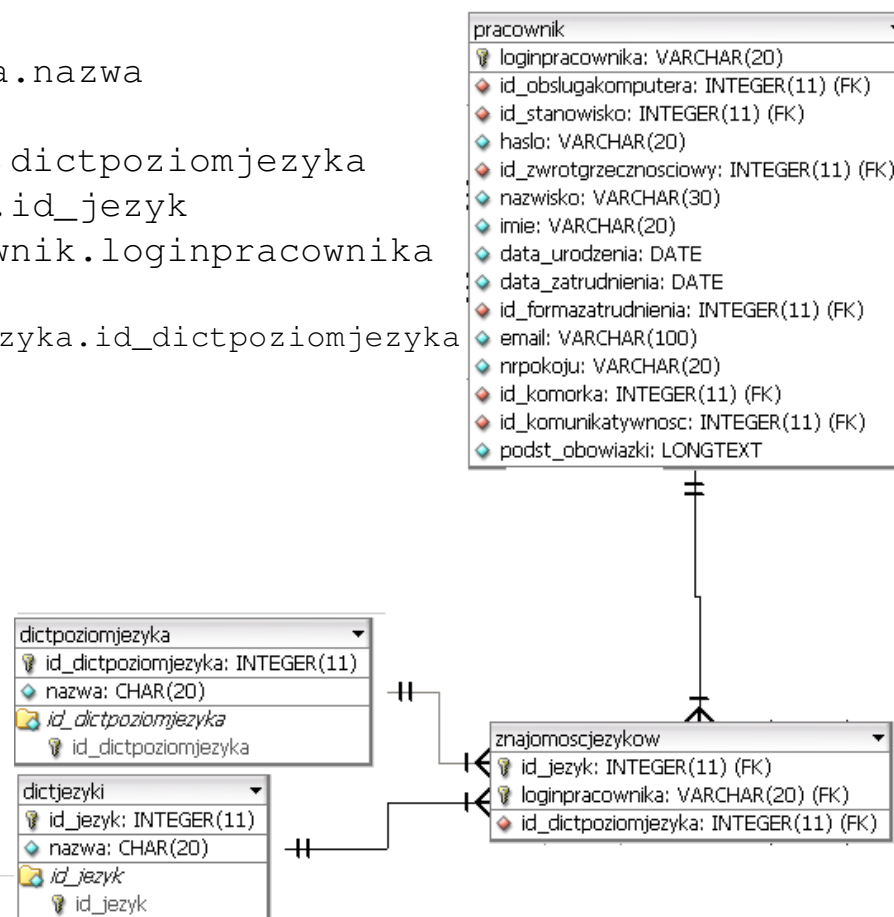 a.nazwa
dictpoziomjezyka
.id_jezyk
wnik.loginpracownika
zyka.id_dictpoziomjezyka
pracownik
loginpracownika: VARCHAR(20)
id_obslugakomputera: INTEGER(11) (FK)
id_stanowisko: INTEGER(11) (FK)
haslo: VARCHAR(20)
id_zwrotgrzecznosciowy: INTEGER(11) (FK)
nazwisko: VARCHAR(30)
imie: VARCHAR(20)
data_urodzenia: DATE
data_zatrudnienia: DATE
id_formazatrudnienia: INTEGER(11) (FK)
email: VARCHAR(100)
nrpokoju: VARCHAR(20)
id_komorka: INTEGER(11) (FK)
id_komunikatywnosc: INTEGER(11) (FK)
podst_obowiazki: LONGTEXT
dictpoziomjezyka
id_dictpoziomjezyka: INTEGER(11)
nazwa: CHAR(20)
id_dictpoziomjezyka
id_dictpoziomjezyka
dictjezyki
id_jezyk: INTEGER(11)
nazwa: CHAR(20)
id_jezyk
id_jezyk
znajomoscjezykow
id_jezyk: INTEGER(11) (FK)
loginpracownika: VARCHAR(20) (FK)
id_dictpoziomjezyka: INTEGER(11) (FK)